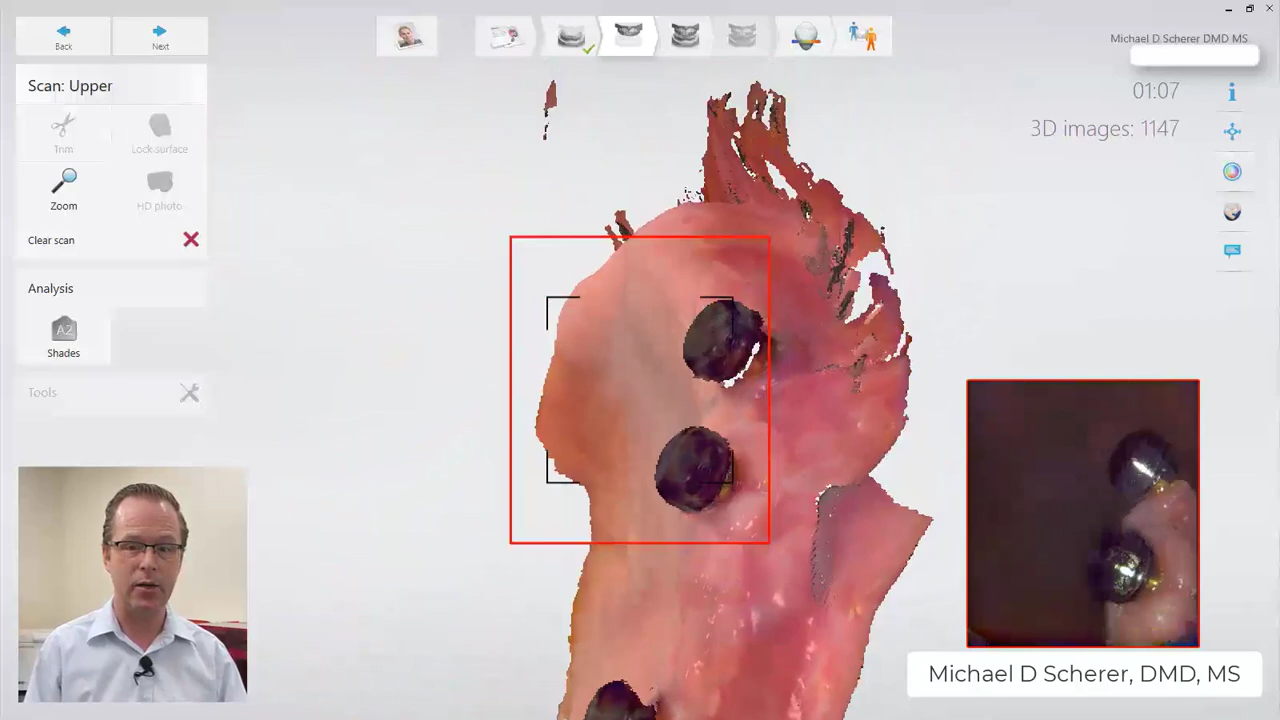 Back
Next
Michael D Scherer DMD MS
Scan: Upper
Trim
Lock surface
Zoom
HD photo
Clear scan
Analysis
A2
Shades
Tools
01:07
3D images: 1147
Michael D Scherer, DMD, MS